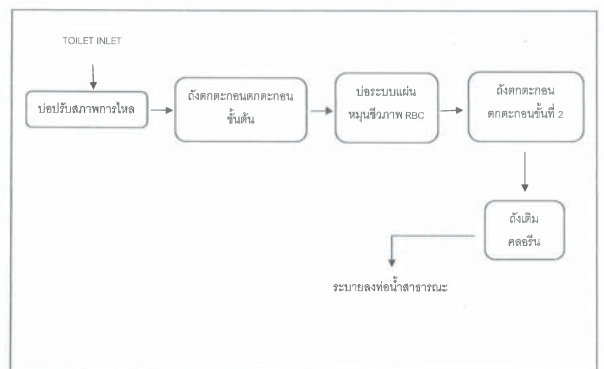 TOILET INLET
บ่อปรับสภาพการไหล
ถังตกตะกอนตกตะกอน
ขั้นต้น
บ่อระบบแผ่น
หมุนชีวภาพ RBC
ถังตกตะกอน
ตกตะกอนขั้นที่ 2
ถังเติม
คลอรีน
ระบายลงท่อน้ำสาธารณะ